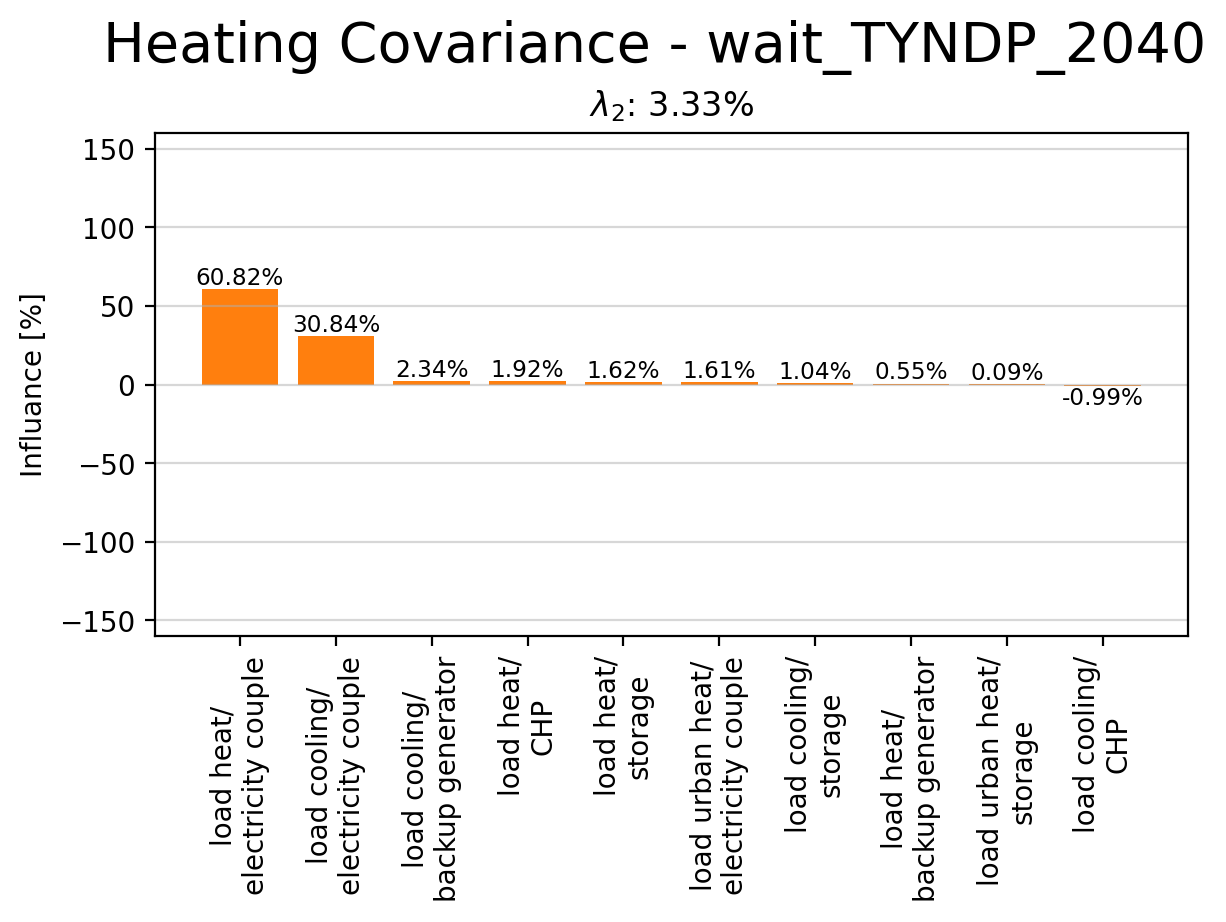 Heating Covariance - wait_TYNDP_2040
λ₂: 3.33%
Influance [%]
150
100
50
0
−50
−100
−150
60.82%
30.84%
2.34%
1.92%
1.62%
1.61%
1.04%
0.55%
0.09%
-0.99%
load heat/
electricity couple
load cooling/
electricity couple
load cooling/
backup generator
load heat/
CHP
load heat/
storage
load urban heat/
electricity couple
load cooling/
storage
load heat/
backup generator
load urban heat/
storage
load cooling/
CHP